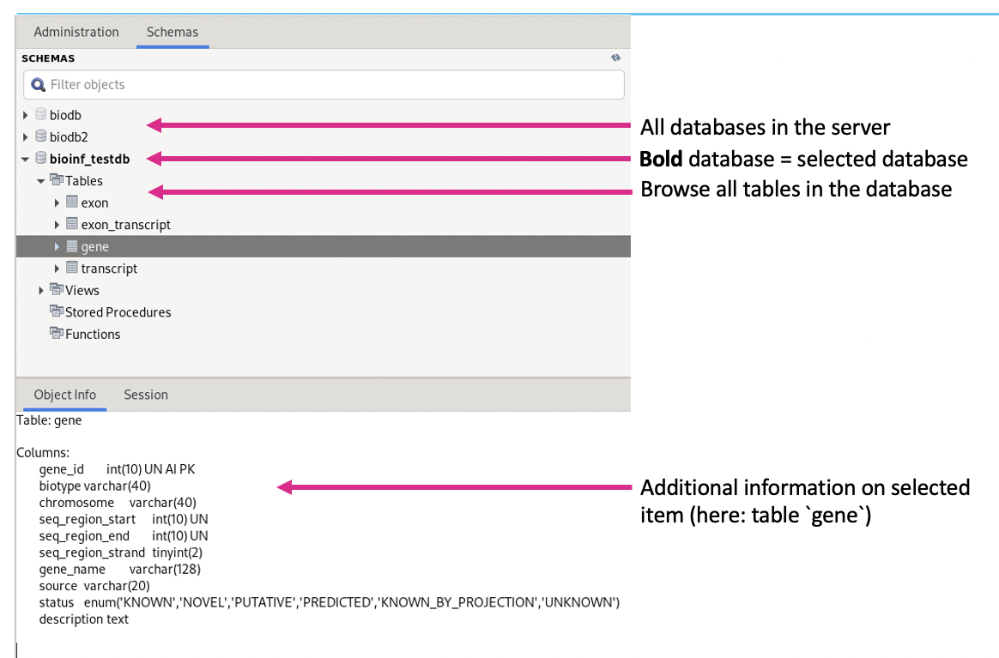 Administration Schemas
SCHEMAS
Filter objects
biodb
All databases in the server
biodb2
bioinf_testdb
Bold database = selected database
Tables
Browse all tables in the database
exon
exon_transcript
gene
transcript
Views
Stored Procedures
Functions
Object Info Session
Table: gene
Columns:
gene_id int(10) UN AI PK
biotype varchar(40)
chromosome varchar(40)
seq_region_start int(10) UN
seq_region_end int(10) UN
seq_region_strand tinyint(2)
gene_name varchar(128)
source varchar(20)
status enum('KNOWN','NOVEL','PUTATIVE','PREDICTED','KNOWN_BY_PROJECTION','UNKNOWN')
description text
Additional information on selected
item (here: table `gene`)